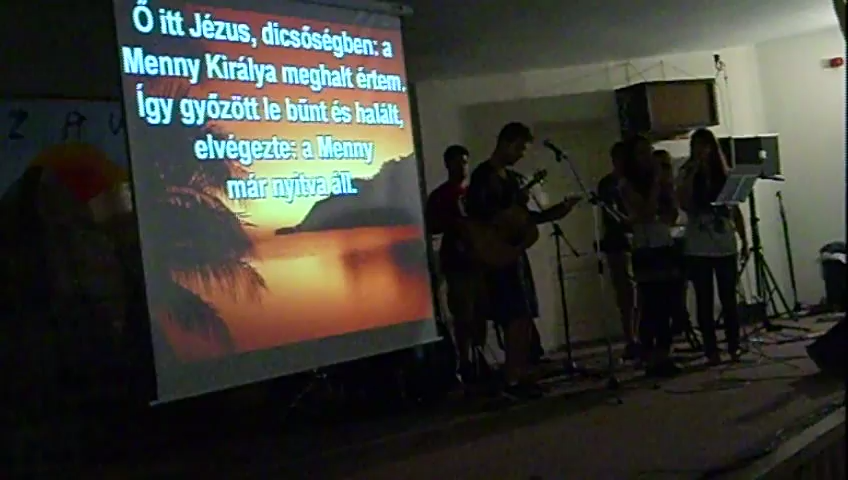 Ő itt Jézus, dicsőségben: a
Menny Királya meghalt értem.
Így győzött le bűnt és halált,
elvégezte: a Menny
már nyitva áll.
Z A V